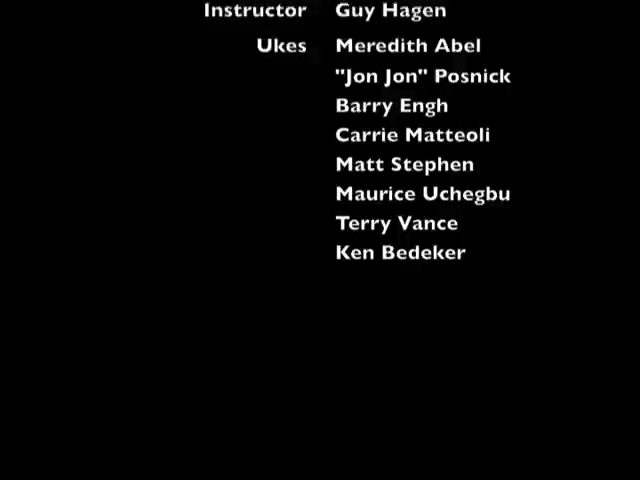 Instructor Guy Hagen
Ukes Meredith Abel
"Jon Jon" Posnick
Barry Engh
Carrie Matteoli
Matt Stephen
Maurice Uchegbu
Terry Vance
Ken Bedeker